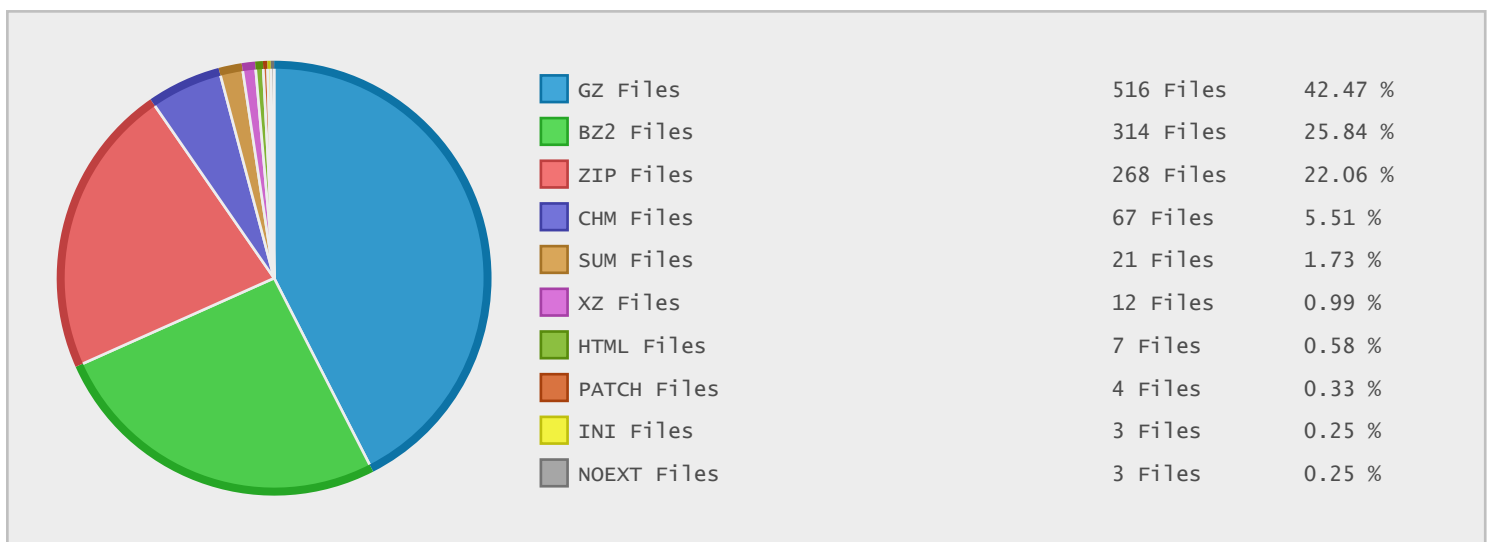 GZ Files 516 Files 42.47 %
BZ2 Files 314 Files 25.84 %
ZIP Files 268 Files 22.06 %
CHM Files 67 Files 5.51 %
SUM Files 21 Files 1.73 %
XZ Files 12 Files 0.99 %
HTML Files 7 Files 0.58 %
PATCH Files 4 Files 0.33 %
INI Files 3 Files 0.25 %
NOEXT Files 3 Files 0.25 %